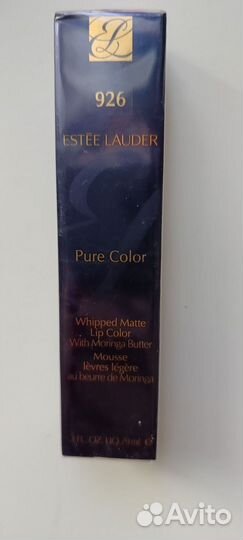 EL
926
ESTĒE LAUDER
Pure Color
Whipped Matte
Lip Color
With Moringa Butter
Mousse
lèvres légère
au beurre de Moringa
Avito